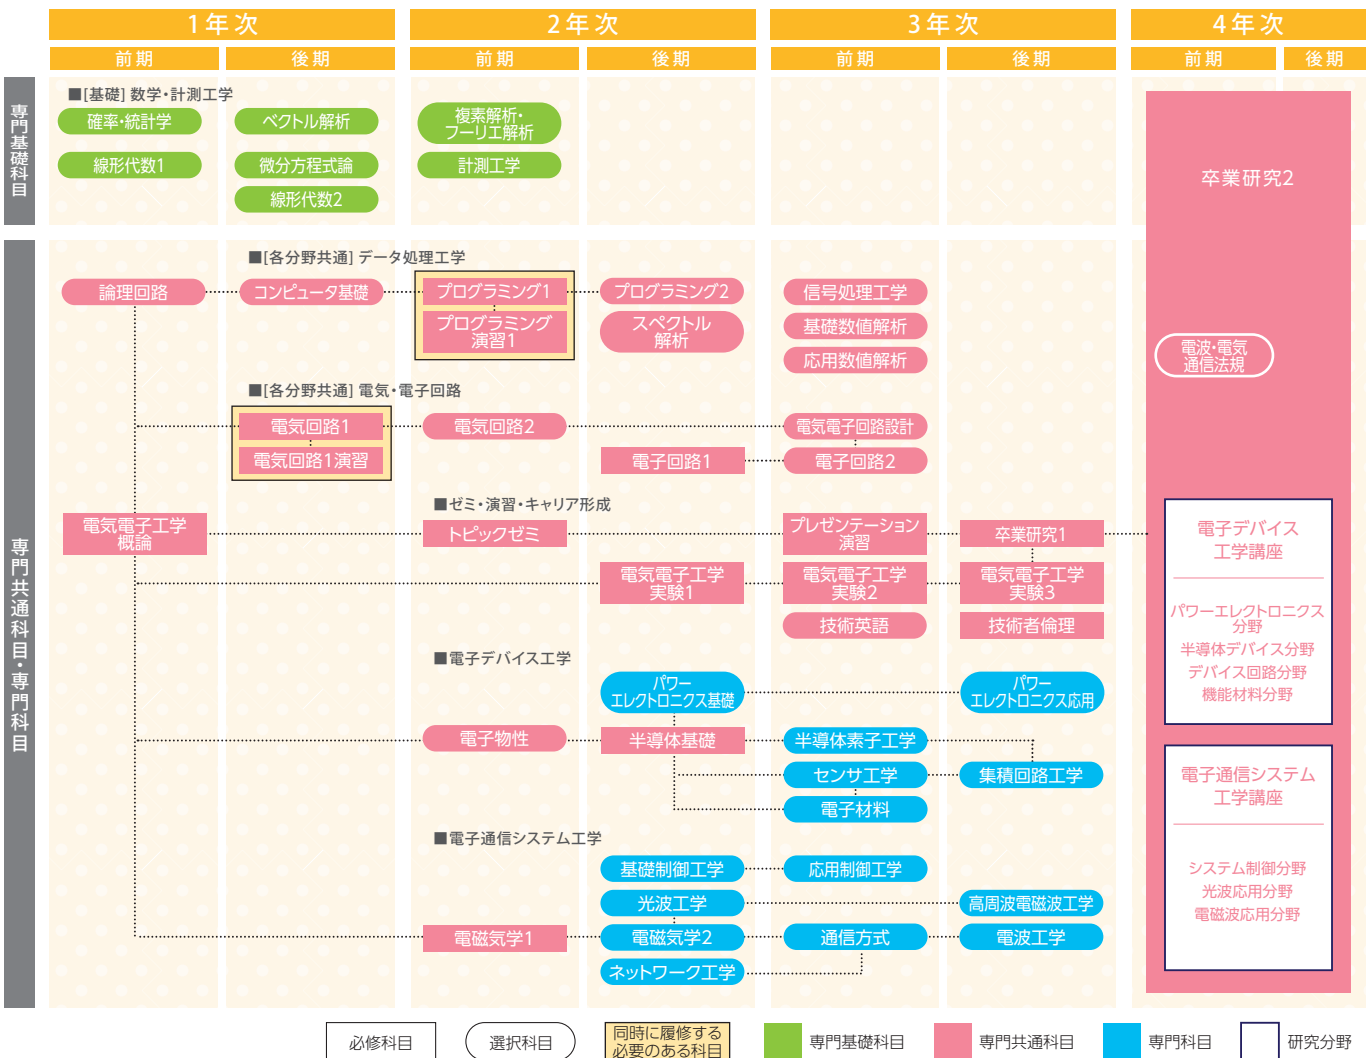 1年次
2年次
3年次
4年次
前期
後期
前期
後期
前期
後期
前期
後期
専門基礎科目
■[基礎] 数学・計測工学
確率・統計学
ベクトル解析
複素解析・
フーリエ解析
線形代数1
微分方程式論
計測工学
線形代数2
卒業研究2
専門共通科目・専門科目
■[各分野共通] データ処理工学
論理回路
コンピュータ基礎
プログラミング1
プログラミング2
信号処理工学
プログラミング
演習1
スペクトル
解析
基礎数値解析
応用数値解析
電波・電気
通信法規
■[各分野共通] 電気・電子回路
電気回路1
電気回路2
電気電子回路設計
電気回路1演習
電子回路1
電子回路2
■ゼミ・演習・キャリア形成
電気電子工学
概論
トピックゼミ
プレゼンテーション
演習
卒業研究1
電気電子工学
実験1
電気電子工学
実験2
電気電子工学
実験3
技術英語
技術者倫理
電子デバイス
工学講座
パワーエレクトロニクス
分野
半導体デバイス分野
デバイス回路分野
機能材料分野
■電子デバイス工学
パワー
エレクトロニクス基礎
パワー
エレクトロニクス応用
電子物性
半導体基礎
半導体素子工学
センサ工学
集積回路工学
電子材料
電子通信システム
工学講座
システム制御分野
光波応用分野
電磁波応用分野
■電子通信システム工学
基礎制御工学
応用制御工学
光波工学
高周波電磁波工学
電磁気学1
電磁気学2
通信方式
電波工学
ネットワーク工学
必修科目
選択科目
同時に履修する
必要のある科目
専門基礎科目
専門共通科目
専門科目
研究分野